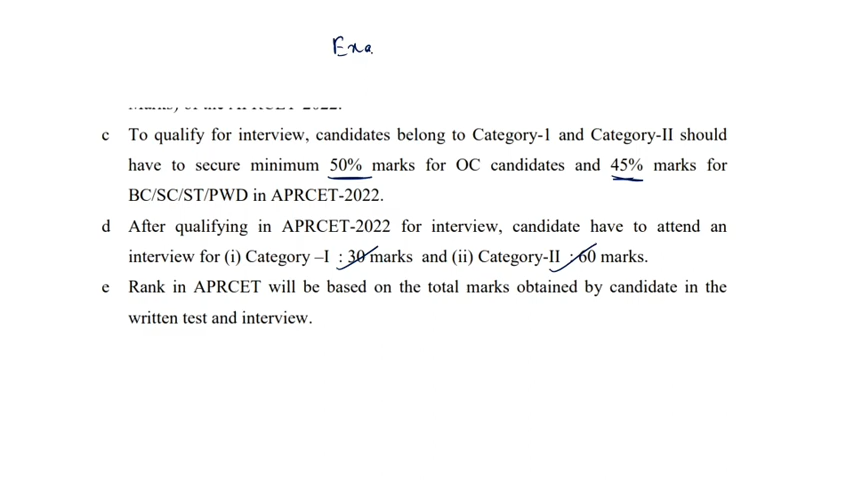 Exa
c To qualify for interview, candidates belong to Category-1 and Category-II should
have to secure minimum 50% marks for OC candidates and 45% marks for
BC/SC/ST/PWD in APRCET-2022.
d After qualifying in APRCET-2022 for interview, candidate have to attend an
interview for (i) Category –I : 30 marks and (ii) Category-II : 60 marks.
e Rank in APRCET will be based on the total marks obtained by candidate in the
written test and interview.